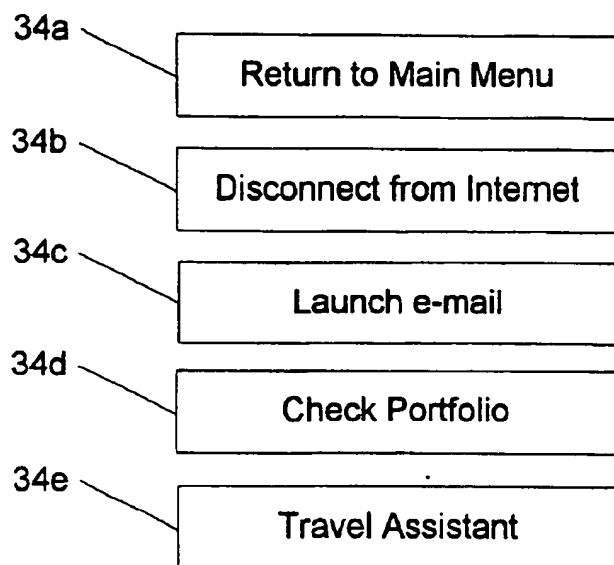 34a
Return to Main Menu
34b
Disconnect from Internet
34c
Launch e-mail
34d
Check Portfolio
34e
Travel Assistant